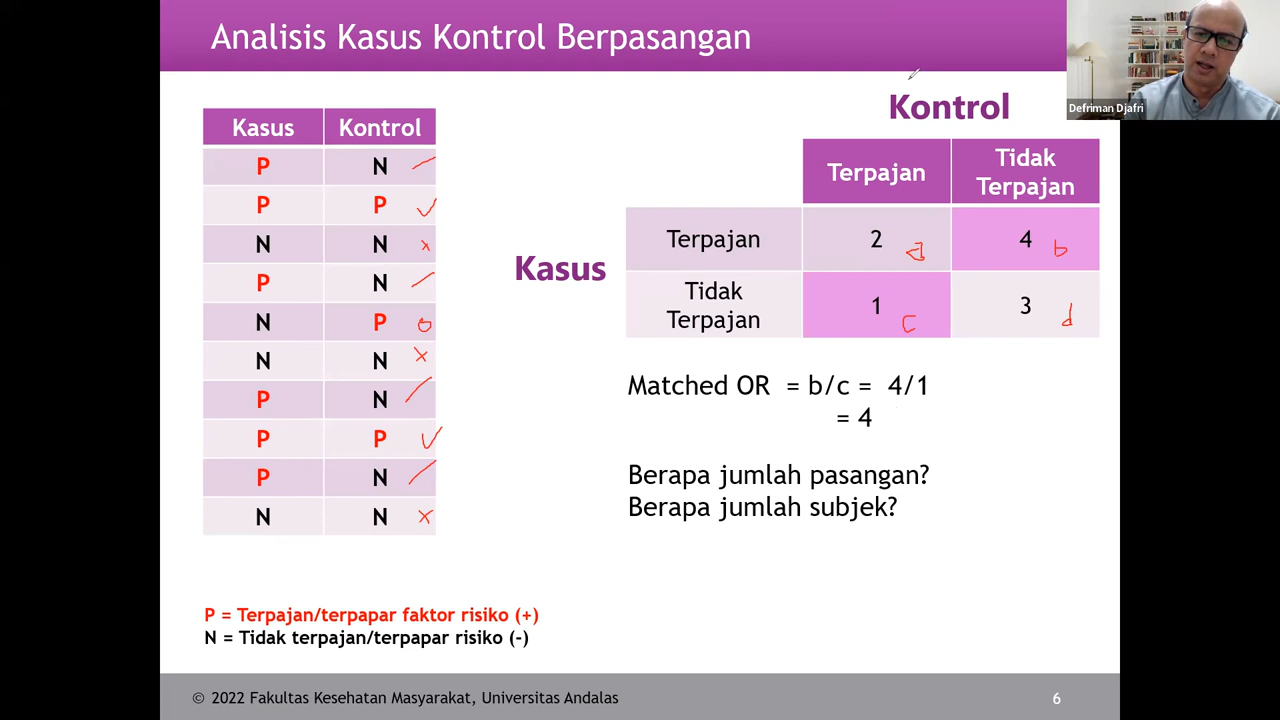 Analisis Kasus Kontrol Berpasangan
Defriman Djafri
Kasus Kontrol
P N
P P
N N
P N
N P
N N
P N
P P
P N
N N
Kontrol
Terpajan Tidak
Terpajan
Kasus
Terpajan 2 a 4 b
Tidak
Terpajan 1 c 3 d
Matched OR = b/c = 4/1
= 4
Berapa jumlah pasangan?
Berapa jumlah subjek?
P = Terpajan/terpapar faktor risiko (+)
N = Tidak terpajan/terpapar risiko (-)
© 2022 Fakultas Kesehatan Masyarakat, Universitas Andalas
6